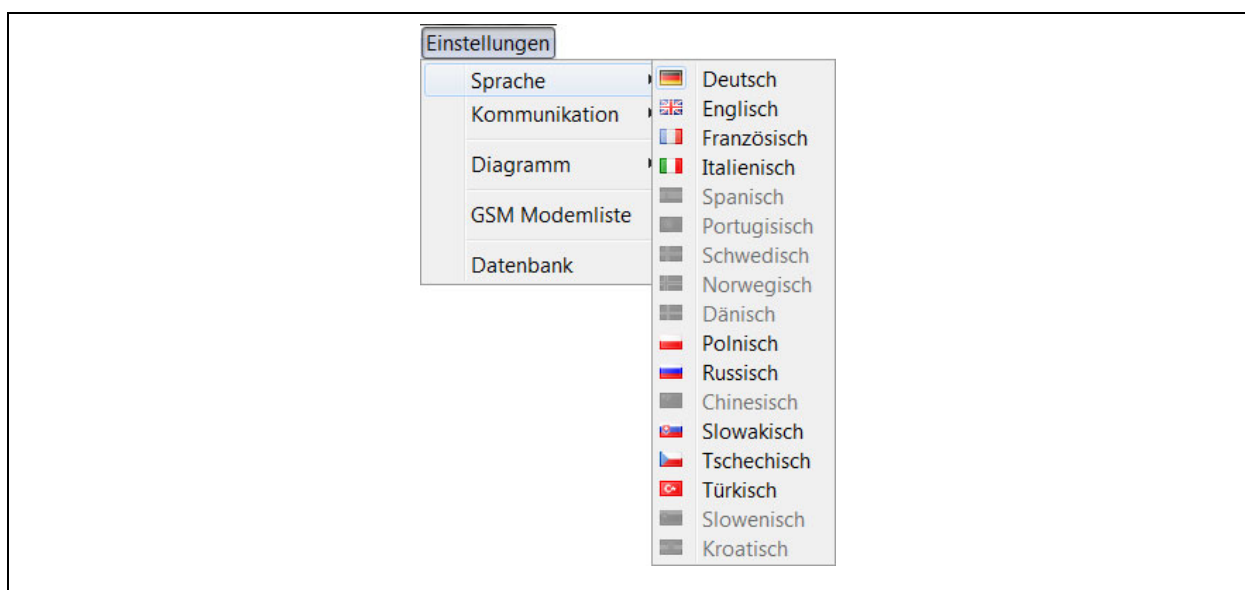 Einstellungen
Sprache
Kommunikation
Diagramm
GSM Modemliste
Datenbank
Deutsch
Englisch
Französisch
Italienisch
Spanisch
Portugisisch
Schwedisch
Norwegisch
Dänisch
Polnisch
Russisch
Chinesisch
Slowakisch
Tschechisch
Türkisch
Slowenisch
Kroatisch